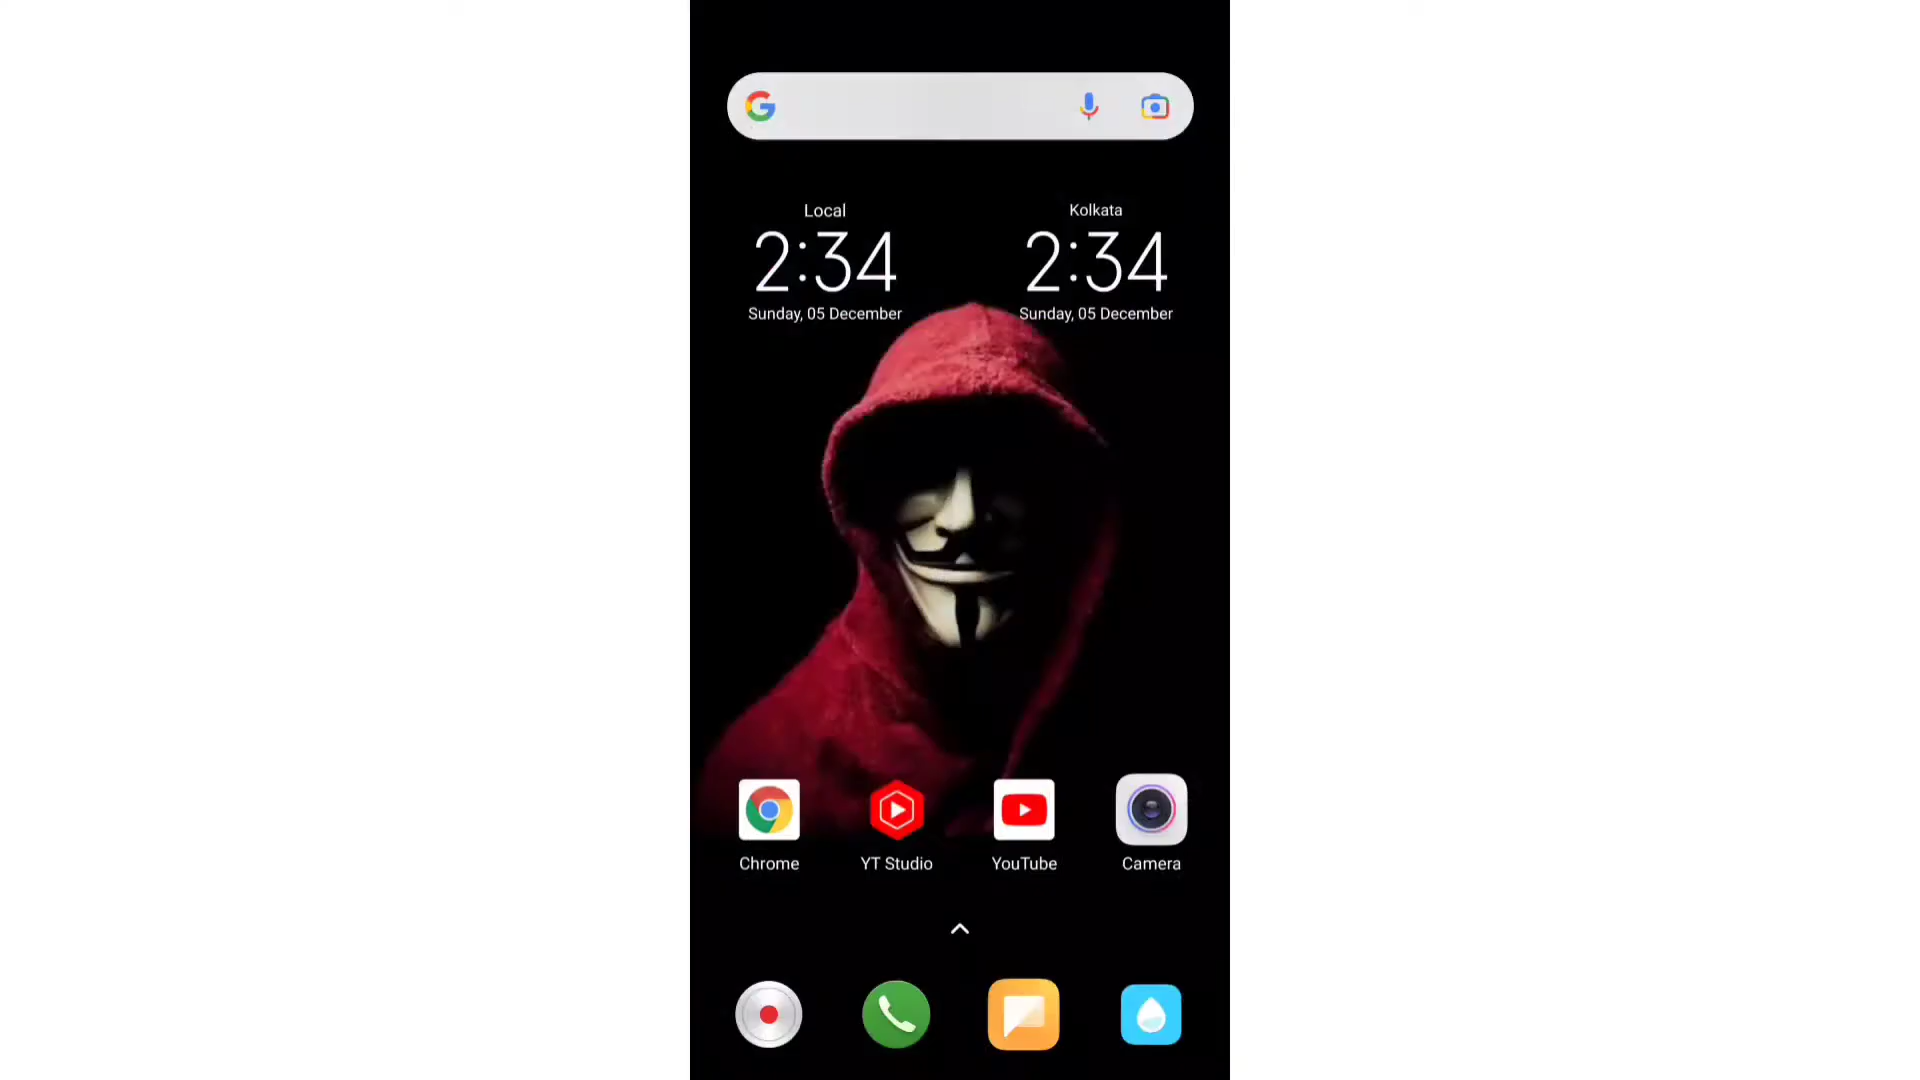 Local
Kolkata
2:34
2:34
Sunday, 05 December
Sunday, 05 December
Chrome
YT Studio
YouTube
Camera